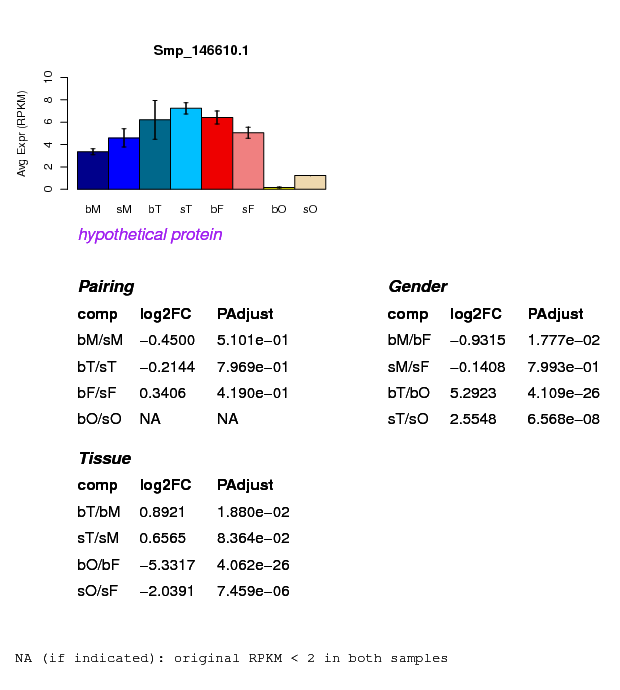 Smp_146610.1
Avg Expr (RPKM)
0 2 4 6 8 10
bM sM bT sT bF sF bO sO
hypothetical protein
Pairing
comp log2FC PAdjust
bM/sM −0.4500 5.101e−01
bT/sT −0.2144 7.969e−01
bF/sF 0.3406 4.190e−01
bO/sO NA NA
Gender
comp log2FC PAdjust
bM/bF −0.9315 1.777e−02
sM/sF −0.1408 7.993e−01
bT/bO 5.2923 4.109e−26
sT/sO 2.5548 6.568e−08
Tissue
comp log2FC PAdjust
bT/bM 0.8921 1.880e−02
sT/sM 0.6565 8.364e−02
bO/bF −5.3317 4.062e−26
sO/sF −2.0391 7.459e−06
NA (if indicated): original RPKM < 2 in both samples